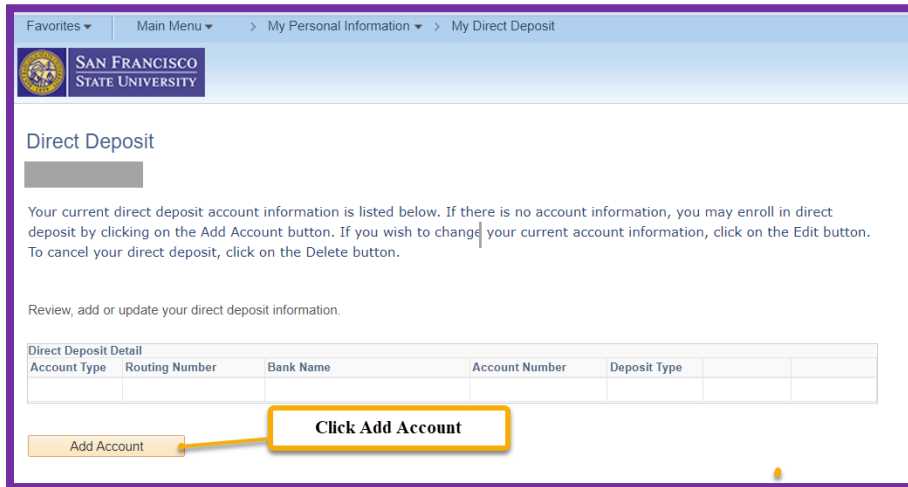 Favorites Main Menu > My Personal Information > My Direct Deposit
SAN FRANCISCO
STATE UNIVERSITY
Direct Deposit
Your current direct deposit account information is listed below. If there is no account information, you may enroll in direct
deposit by clicking on the Add Account button. If you wish to change your current account information, click on the Edit button.
To cancel your direct deposit, click on the Delete button.
Review, add or update your direct deposit information.
Direct Deposit Detail
Account Type Routing Number Bank Name Account Number Deposit Type
Click Add Account
Add Account